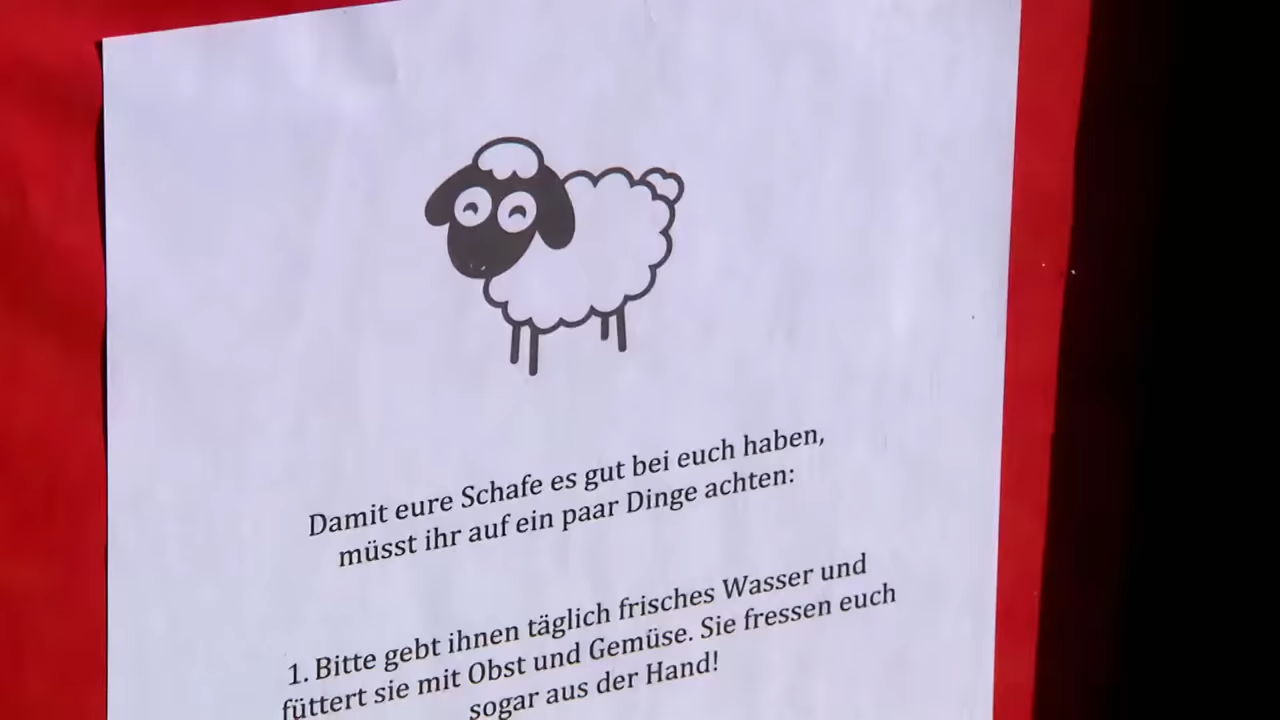 Damit eure Schafe es gut bei euch haben,
müsst ihr auf ein paar Dinge achten:
1. Bitte gebt ihnen täglich frisches Wasser und
füttert sie mit Obst und Gemüse. Sie fressen euch
sogar aus der Hand!